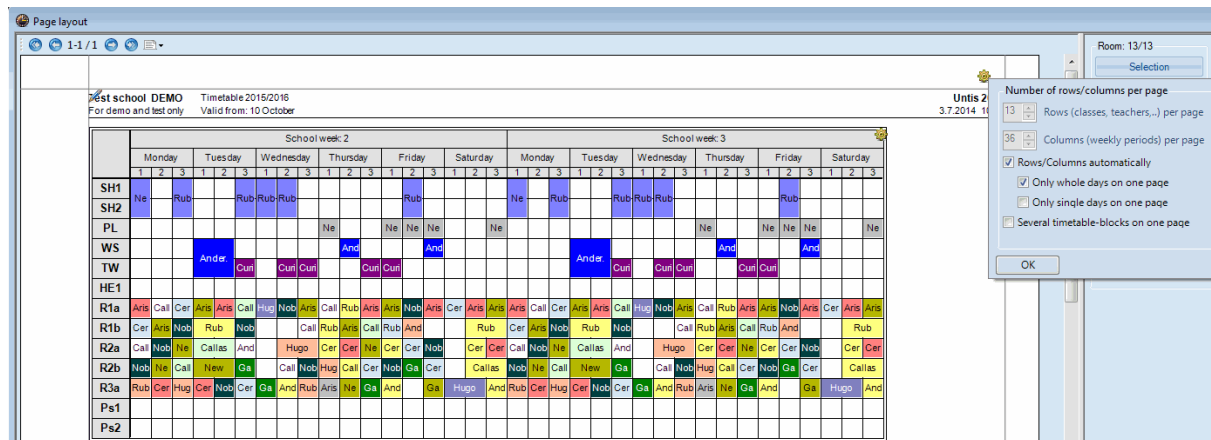 Page layout
1-1 / 1
Room: 13/13
Selection
Test school DEMO Timetable 2015/2016
For demo and test only Valid from: 10 October
Untis 2
3.7.2014
Number of rows/columns per page
13 Rows (classes, teachers,..) per page
36 Columns (weekly periods) per page
Rows/Columns automatically
Only whole days on one page
Only single days on one page
Several timetable-blocks on one page
OK
School week: 2 School week: 3
Monday Tuesday Wednesday Thursday Friday Saturday Monday Tuesday Wednesday Thursday Friday Saturday
1 2 3 1 2 3 1 2 3 1 2 3 1 2 3 1 2 3 1 2 3 1 2 3 1 2 3 1 2 3 1 2 3 1 2 3
SH1
Ne Rub Rub Rub Rub Rub Ne Rub Rub Rub Rub Rub
SH2
PL Ne Ne Ne Ne Ne Ne Ne Ne Ne Ne
WS And And And And
Ander. Ander.
TW Curi Curi Curi Curi Curi Curi Curi Curi Curi Curi
HE1
R1a Aris Call Cer Aris Aris Call Hug Nob Aris Call Rub Aris Aris Nob Aris Cer Aris Aris Aris Call Cer Aris Aris Call Hug Nob Aris Call Rub Aris Aris Nob Aris Cer Aris Aris
R1b Cer Aris Nob Rub Nob Call Rub Aris Call Rub And Rub Cer Aris Nob Rub Nob Call Rub Aris Call Rub And Rub
R2a Call Nob Ne Callas And Hugo Cer Cer Ne Cer Cer Nob Cer Cer Call Nob Ne Callas And Hugo Cer Cer Ne Cer Cer Nob Cer Cer
R2b Nob Ne Call New Ga Call Nob Hug Call Cer Nob Ga Cer Callas Nob Ne Call New Ga Call Nob Hug Call Cer Nob Ga Cer Callas
R3a Rub Cer Hug Cer Nob Cer Ga And Rub Aris Ne Ga And Ga Hugo And Rub Cer Hug Cer Nob Cer Ga And Rub Aris Ne Ga And Ga Hugo And
Ps1
Ps2